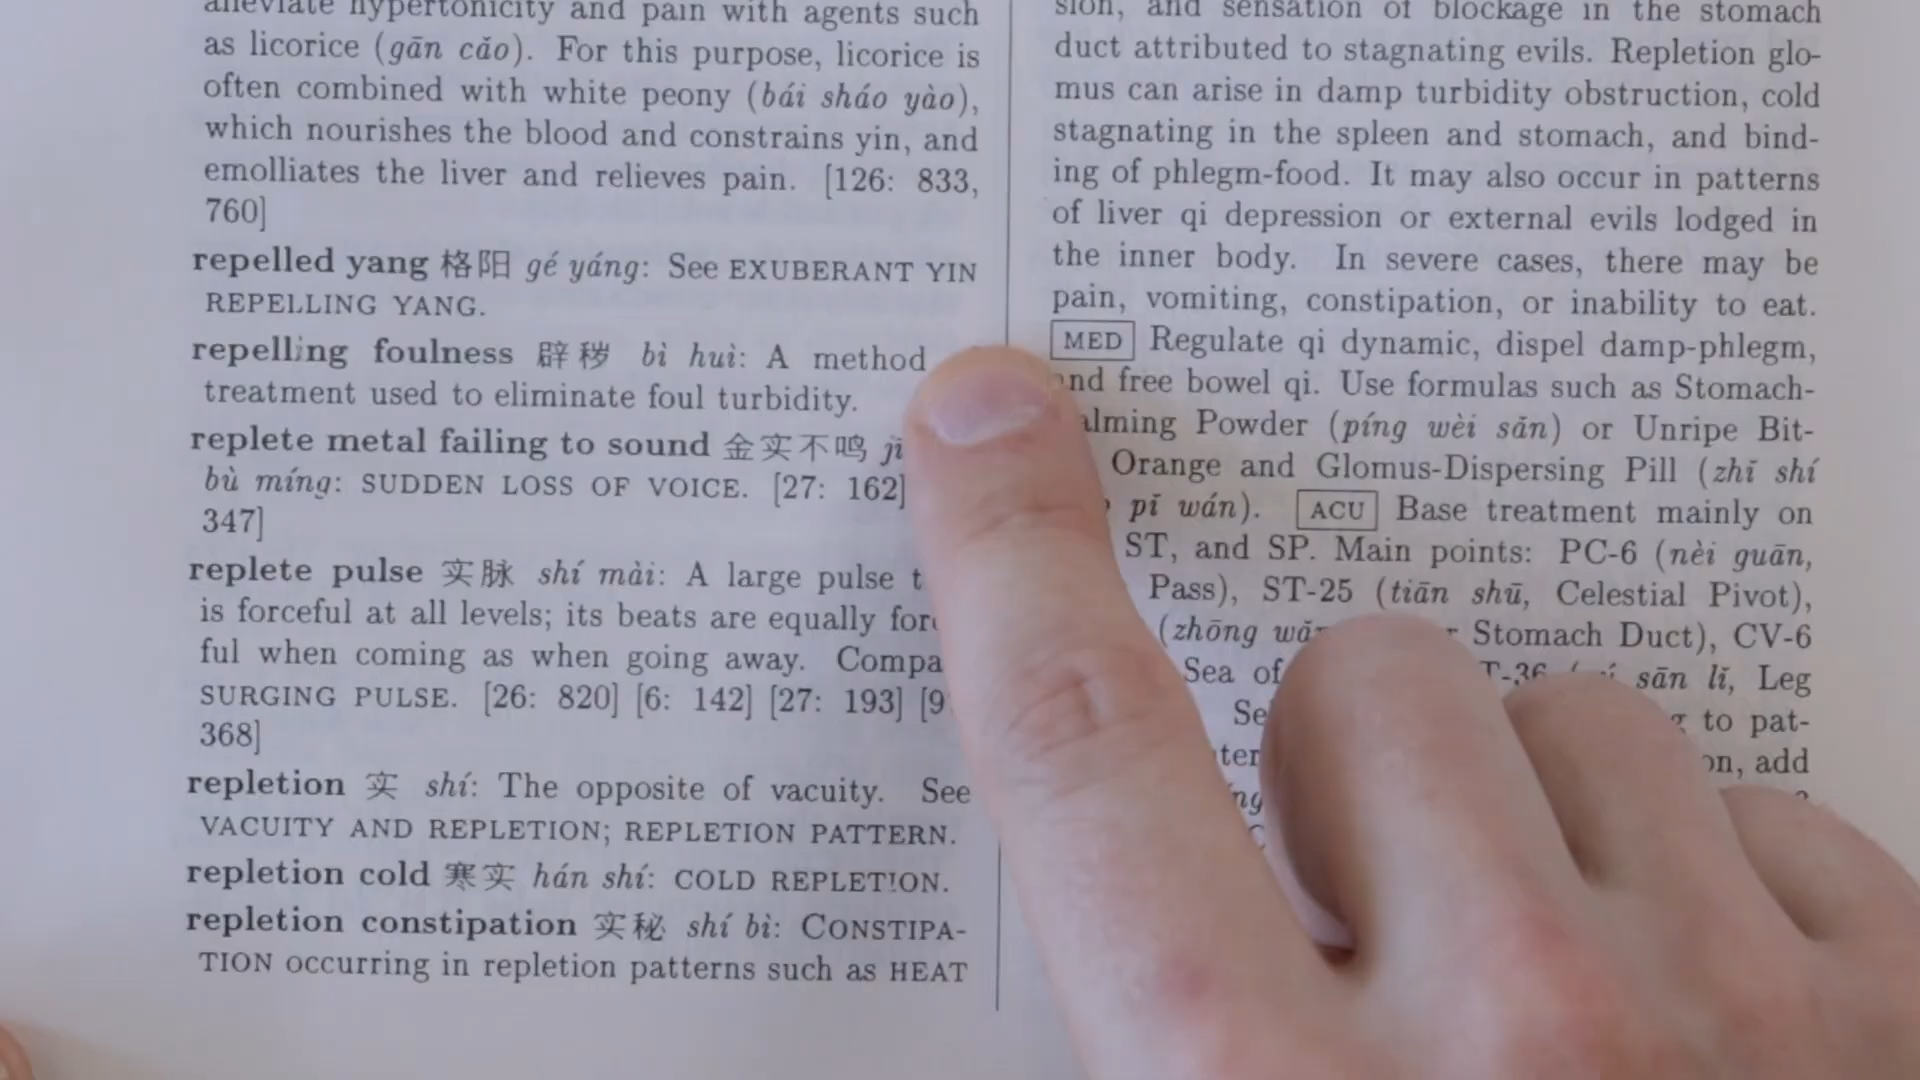 alleviate hypertonicity and pain with agents such
as licorice (gān cǎo). For this purpose, licorice is
often combined with white peony (bái sháo yào),
which nourishes the blood and constrains yin, and
emolliates the liver and relieves pain. [126: 833,
760]
repelled yang 格阳 gé yáng: See EXUBERANT YIN
REPELLING YANG.
repelling foulness 辟秽 bì huì: A method
treatment used to eliminate foul turbidity.
replete metal failing to sound 金实不鸣
bù míng: SUDDEN LOSS OF VOICE. [27: 162]
347]
replete pulse 实脉 shí mài: A large pulse
is forceful at all levels; its beats are equally
ful when coming as when going away.
SURGING PULSE. [26: 820] [6: 142] [27: 193]
368]
repletion 实 shí: The opposite of vacuity. See
VACUITY AND REPLETION; REPLETION PATTERN.
repletion cold 寒实 hán shí: COLD REPLETION.
repletion constipation 实秘 shí bì: CONSTIPA-
TION occurring in repletion patterns such as HEAT
sion, and sensation of blockage in the stomach
duct attributed to stagnating evils. Repletion glo-
mus can arise in damp turbidity obstruction, cold
stagnating in the spleen and stomach, and bind-
ing of phlegm-food. It may also occur in patterns
of liver qi depression or external evils lodged in
the inner body. In severe cases, there may be
pain, vomiting, constipation, or inability to eat.
MED Regulate qi dynamic, dispel damp-phlegm,
and free bowel qi. Use formulas such as Stomach-
Powder (píng wèi sǎn) or Unripe Bit-
Orange and Glomus-Dispersing Pill (zhǐ shí
pǐ wán). ACU Base treatment mainly on
ST, and SP. Main points: PC-6 (nèi guān,
Pass), ST-25 (tiān shū, Celestial Pivot),
(zhōng Stomach Duct), CV-6
Sea of sān lǐ, Leg
to pat-
add